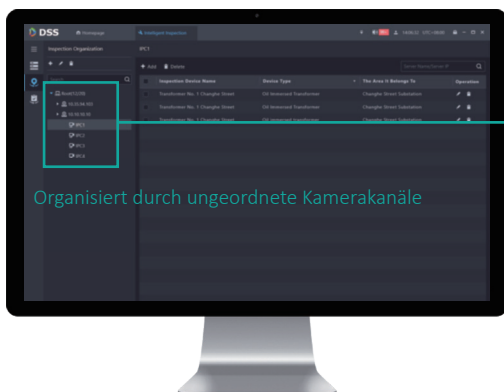 DSS Homepage Intelligent Inspection
Inspection Organization IPC1
Add Delete
Search
Inspection Device Name Device Type The Area It Belongs To Operation
Transformer No. 1 Changhe Street Oil Immersed Transformer Changhe Street Substation
Transformer No. 1 Changhe Street Oil Immersed Transformer Changhe Street Substation
Transformer No. 1 Changhe Street Oil Immersed Transformer Changhe Street Substation
IPC1
IPC2
IPC3
IPC4
Organisiert durch ungeordnete Kamerakanäle